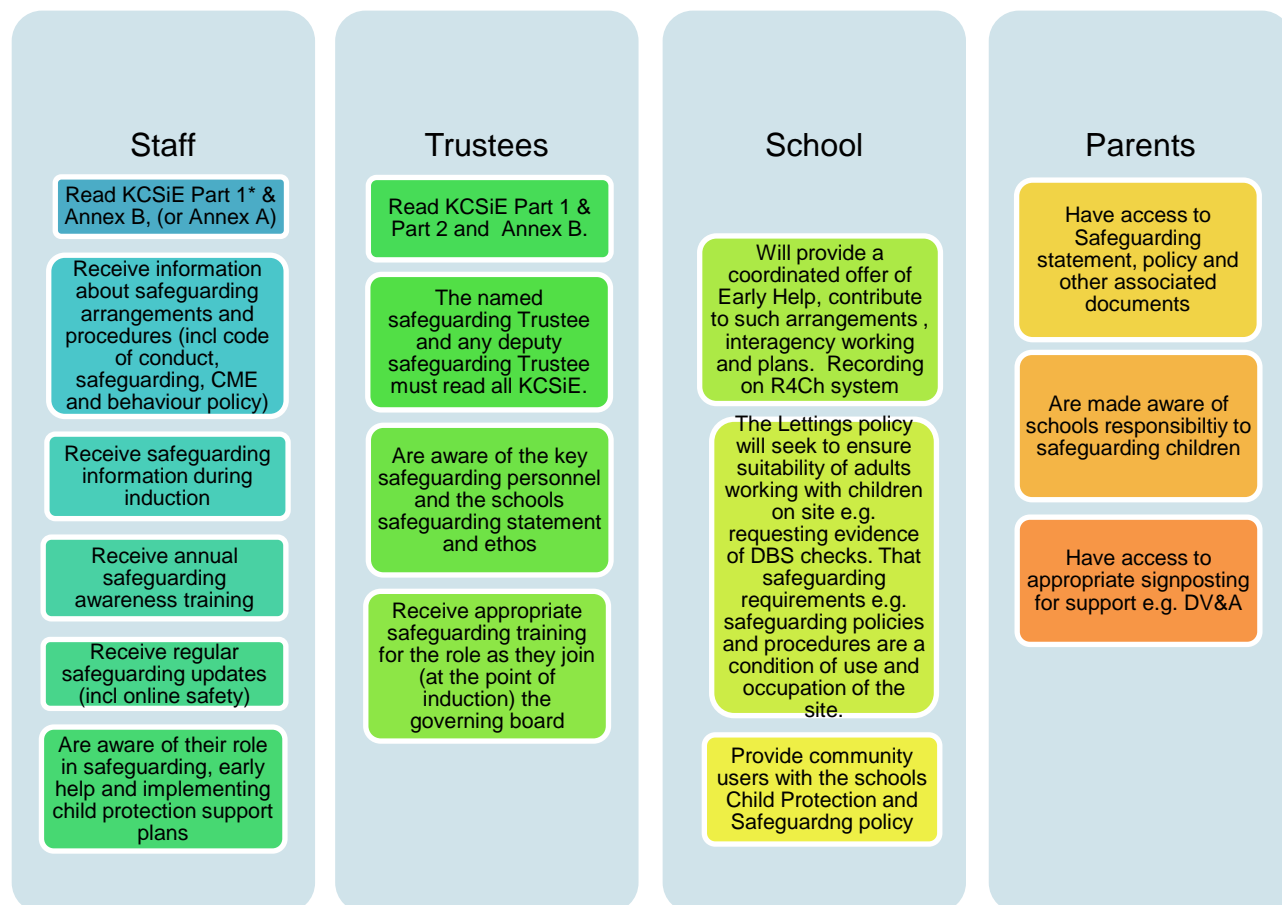 Staff
Read KCSiE Part 1* &
Annex B, (or Annex A)
Receive information
about safeguarding
arrangements and
procedures (incl code
of conduct,
safeguarding, CME
and behaviour policy)
Receive safeguarding
information during
induction
Receive annual
safeguarding
awareness training
Receive regular
safeguarding updates
(incl online safety)
Are aware of their role
in safeguarding, early
help and implementing
child protection support
plans
Trustees
Read KCSiE Part 1 &
Part 2 and  Annex B.
The named
safeguarding Trustee
and any deputy
safeguarding Trustee
must read all KCSiE.
Are aware of the key
safeguarding personnel
and the schools
safeguarding statement
and ethos
Receive appropriate
safeguarding training
for the role as they join
(at the point of
induction) the
governing board
School
Will provide a
coordinated offer of
Early Help, contribute
to such arrangements ,
interagency working
and plans.  Recording
on R4Ch system
The Lettings policy
will seek to ensure
suitability of adults
working with children
on site e.g.
requesting evidence
of DBS checks. That
safeguarding
requirements e.g.
safeguarding policies
and procedures are a
condition of use and
occupation of the
site.
Provide community
users with the schools
Child Protection and
Safeguardng policy
Parents
Have access to
Safeguarding
statement, policy and
other associated
documents
Are made aware of
schools responsibiltiy to
safeguarding children
Have access to
appropriate signposting
for support e.g. DV&A